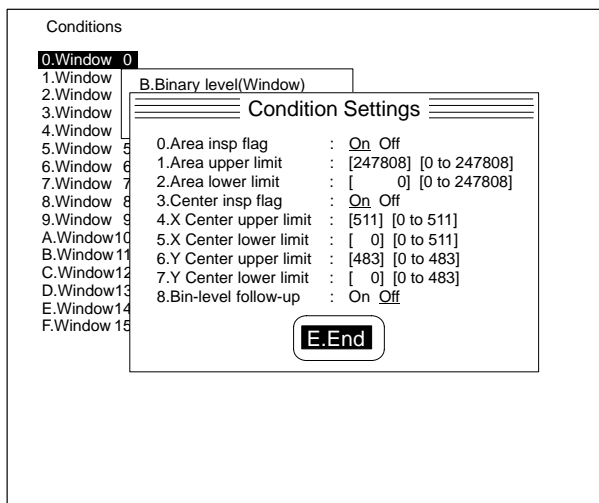 Conditions
0.Window 0
1.Window
2.Window
3.Window
4.Window
5.Window 5
6.Window 6
7.Window 7
8.Window 8
9.Window 9
A.Window10
B.Window11
C.Window12
D.Window13
E.Window14
F.Window 15
B.Binary level(Window)
Condition Settings
0.Area insp flag : On Off
1.Area upper limit : [247808] [0 to 247808]
2.Area lower limit : [ 0] [0 to 247808]
3.Center insp flag : On Off
4.X Center upper limit : [511] [0 to 511]
5.X Center lower limit : [ 0] [0 to 511]
6.Y Center upper limit : [483] [0 to 483]
7.Y Center lower limit : [ 0] [0 to 483]
8.Bin-level follow-up : On Off
E.End